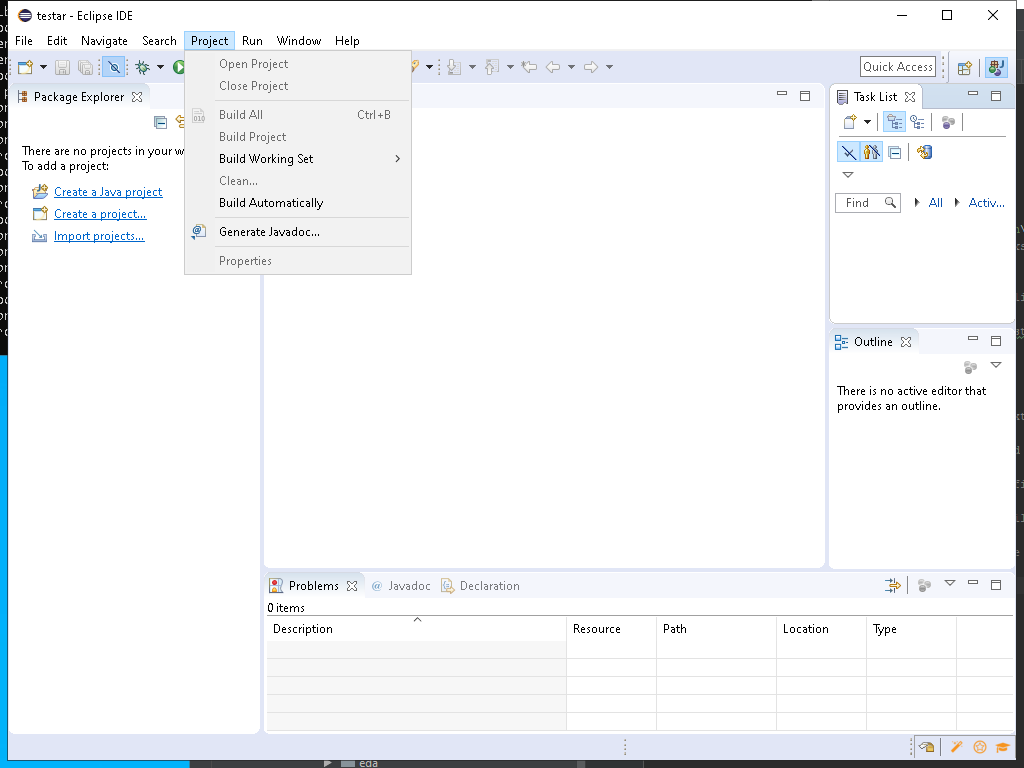 testar - Eclipse IDE
File Edit Navigate Search Project Run Window Help
Quick Access
Package Explorer
There are no projects in your w
To add a project:
Create a Java project
Create a project...
Import projects...
Open Project
Close Project
Build All Ctrl+B
Build Project
Build Working Set
Clean...
Build Automatically
Generate Javadoc...
Properties
Task List
Find All Activ...
Outline
There is no active editor that
provides an outline.
Problems @ Javadoc Declaration
0 items
Description Resource Path Location Type
eda